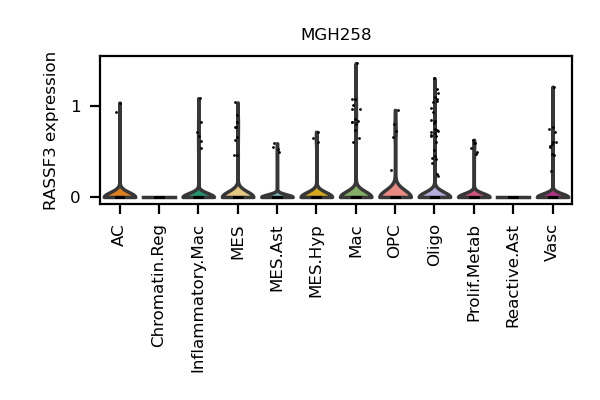 MGH258
RASSF3 expression
1
0
AC
Chromatin.Reg
Inflammatory.Mac
MES
MES.Ast
MES.Hyp
Mac
OPC
Oligo
Prolif.Metab
Reactive.Ast
Vasc